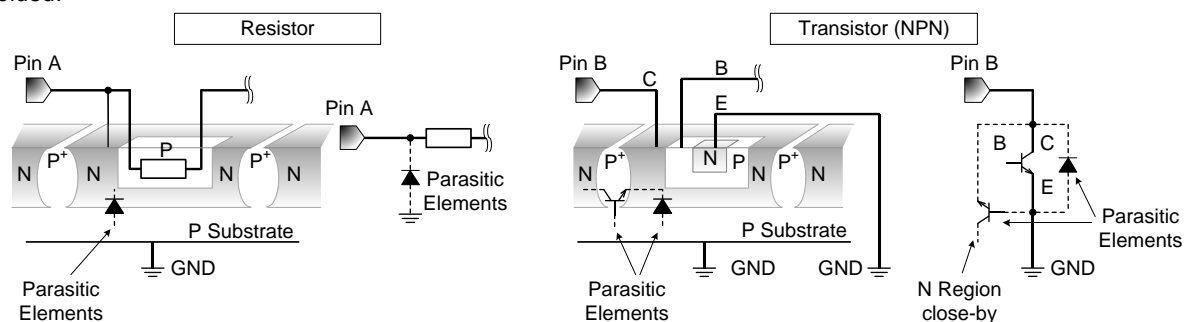 Resistor
Transistor (NPN)
Pin A
Pin A
P
N
P+
N
N
P+
N
Parasitic
Elements
P Substrate
GND
Parasitic
Elements
Pin B
C
B
E
N
P+
N
N
P
P+
N
P Substrate
GND
GND
Parasitic
Elements
Pin B
B
C
E
Parasitic
Elements
GND
N Region
close-by